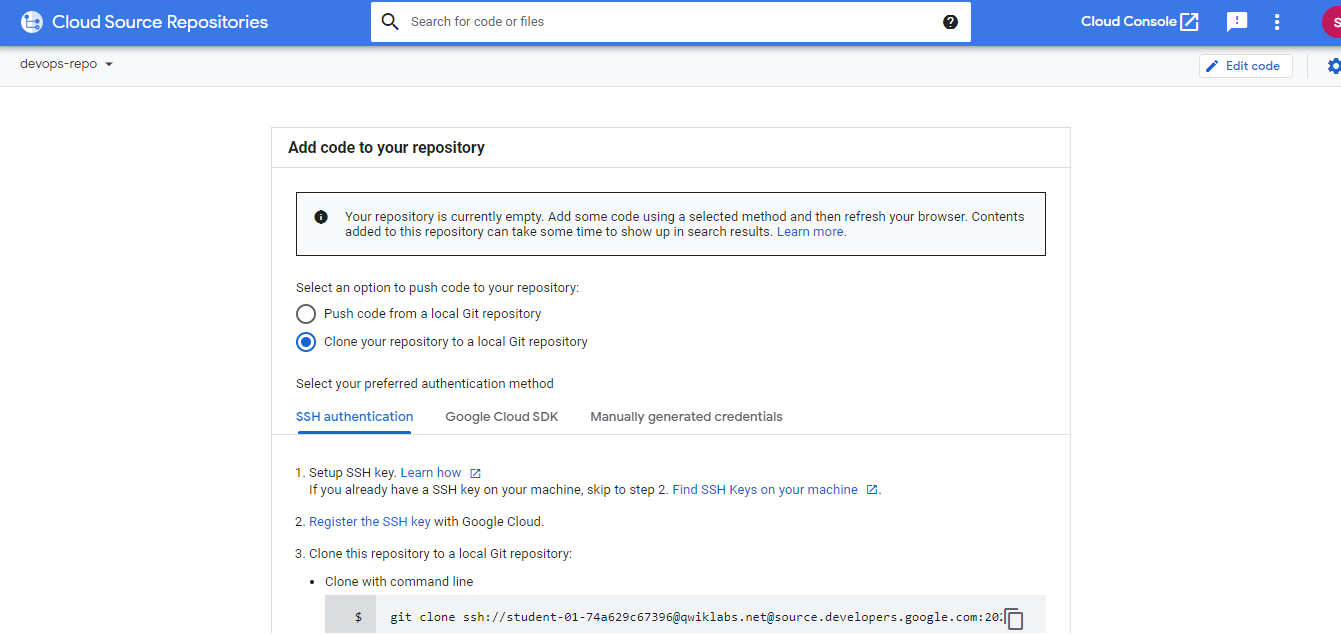 Cloud Source Repositories
Search for code or files
Cloud Console
devops-repo
Edit code
Add code to your repository
Your repository is currently empty. Add some code using a selected method and then refresh your browser. Contents
added to this repository can take some time to show up in search results. Learn more.
Select an option to push code to your repository:
Push code from a local Git repository
Clone your repository to a local Git repository
Select your preferred authentication method
SSH authentication Google Cloud SDK Manually generated credentials
1. Setup SSH key. Learn how
If you already have a SSH key on your machine, skip to step 2. Find SSH Keys on your machine .
2. Register the SSH key with Google Cloud.
3. Clone this repository to a local Git repository:
• Clone with command line
$ git clone ssh://student-01-74a629c67396@qwiklabs.net@source.developers.google.com:20